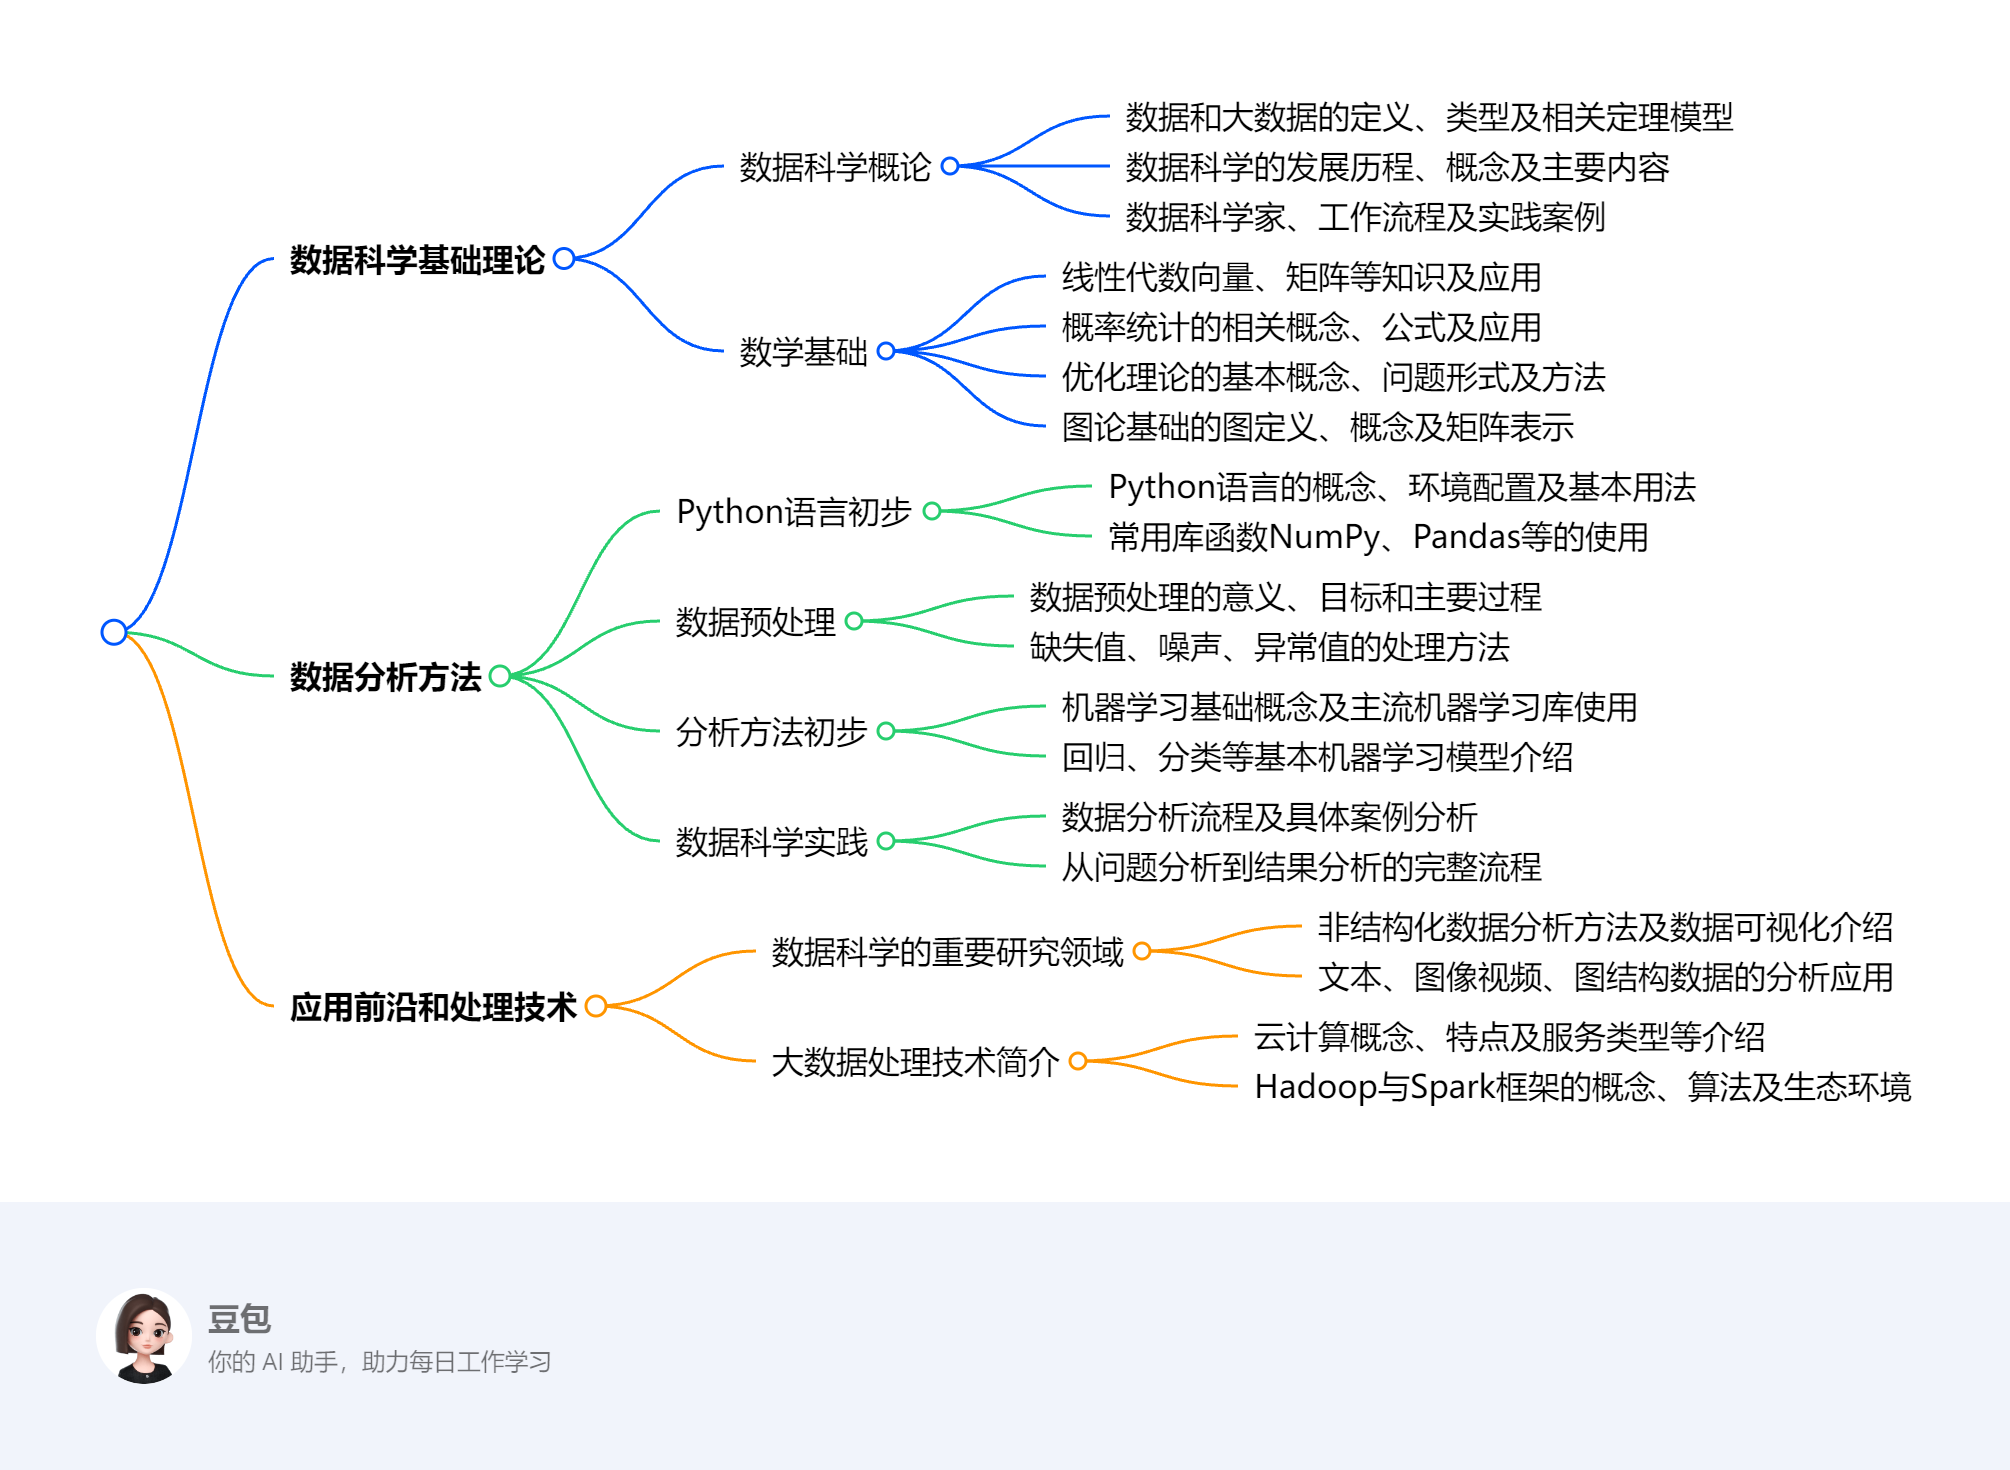 数据科学基础理论
数据科学概论
数据和大数据的定义、类型及相关定理模型
数据科学的发展历程、概念及主要内容
数据科学家、工作流程及实践案例
数学基础
线性代数向量、矩阵等知识及应用
概率统计的相关概念、公式及应用
优化理论的基本概念、问题形式及方法
图论基础的图定义、概念及矩阵表示
数据分析方法
Python语言初步
Python语言的概念、环境配置及基本用法
常用库函数NumPy、Pandas等的使用
数据预处理
数据预处理的意义、目标和主要过程
缺失值、噪声、异常值的处理方法
分析方法初步
机器学习基础概念及主流机器学习库使用
回归、分类等基本机器学习模型介绍
数据科学实践
数据分析流程及具体案例分析
从问题分析到结果分析的完整流程
应用前沿和处理技术
数据科学的重要研究领域
非结构化数据分析方法及数据可视化介绍
文本、图像视频、图结构数据的分析应用
大数据处理技术简介
云计算概念、特点及服务类型等介绍
Hadoop与Spark框架的概念、算法及生态环境
豆包
你的 AI 助手，助力每日工作学习